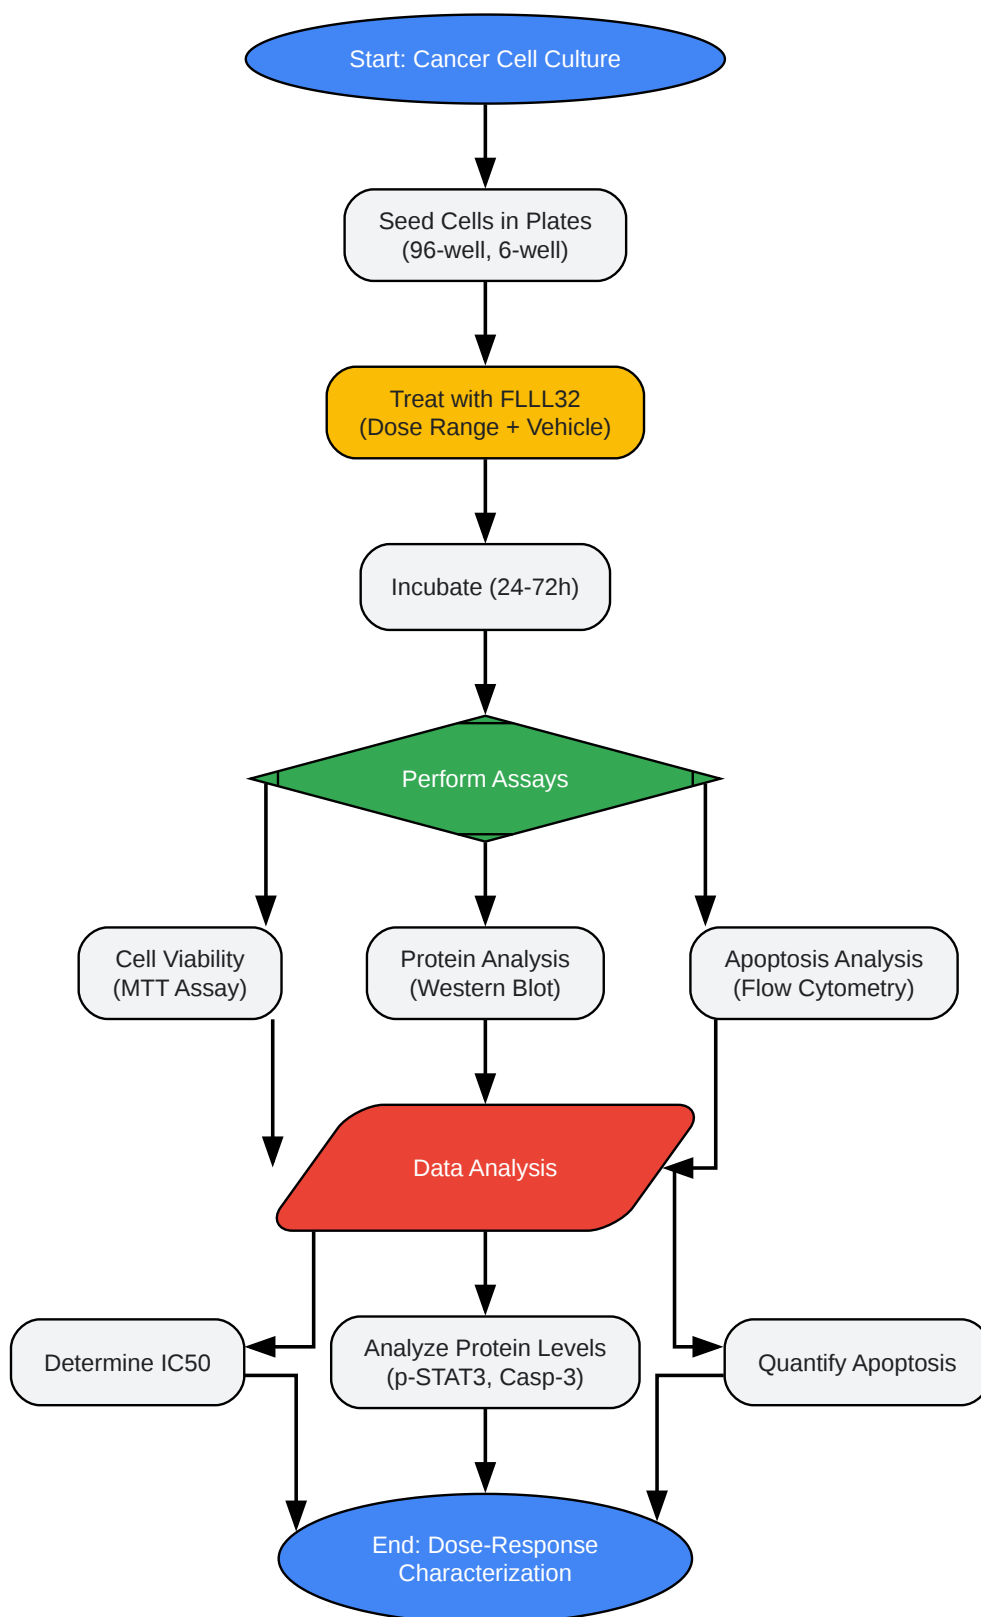 Start: Cancer Cell Culture
Seed Cells in Plates
(96-well, 6-well)
Treat with FLLL32
(Dose Range + Vehicle)
Incubate (24-72h)
Perform Assays
Cell Viability
(MTT Assay)
Protein Analysis
(Western Blot)
Apoptosis Analysis
(Flow Cytometry)
Data Analysis
Determine IC50
Analyze Protein Levels
(p-STAT3, Casp-3)
Quantify Apoptosis
End: Dose-Response
Characterization